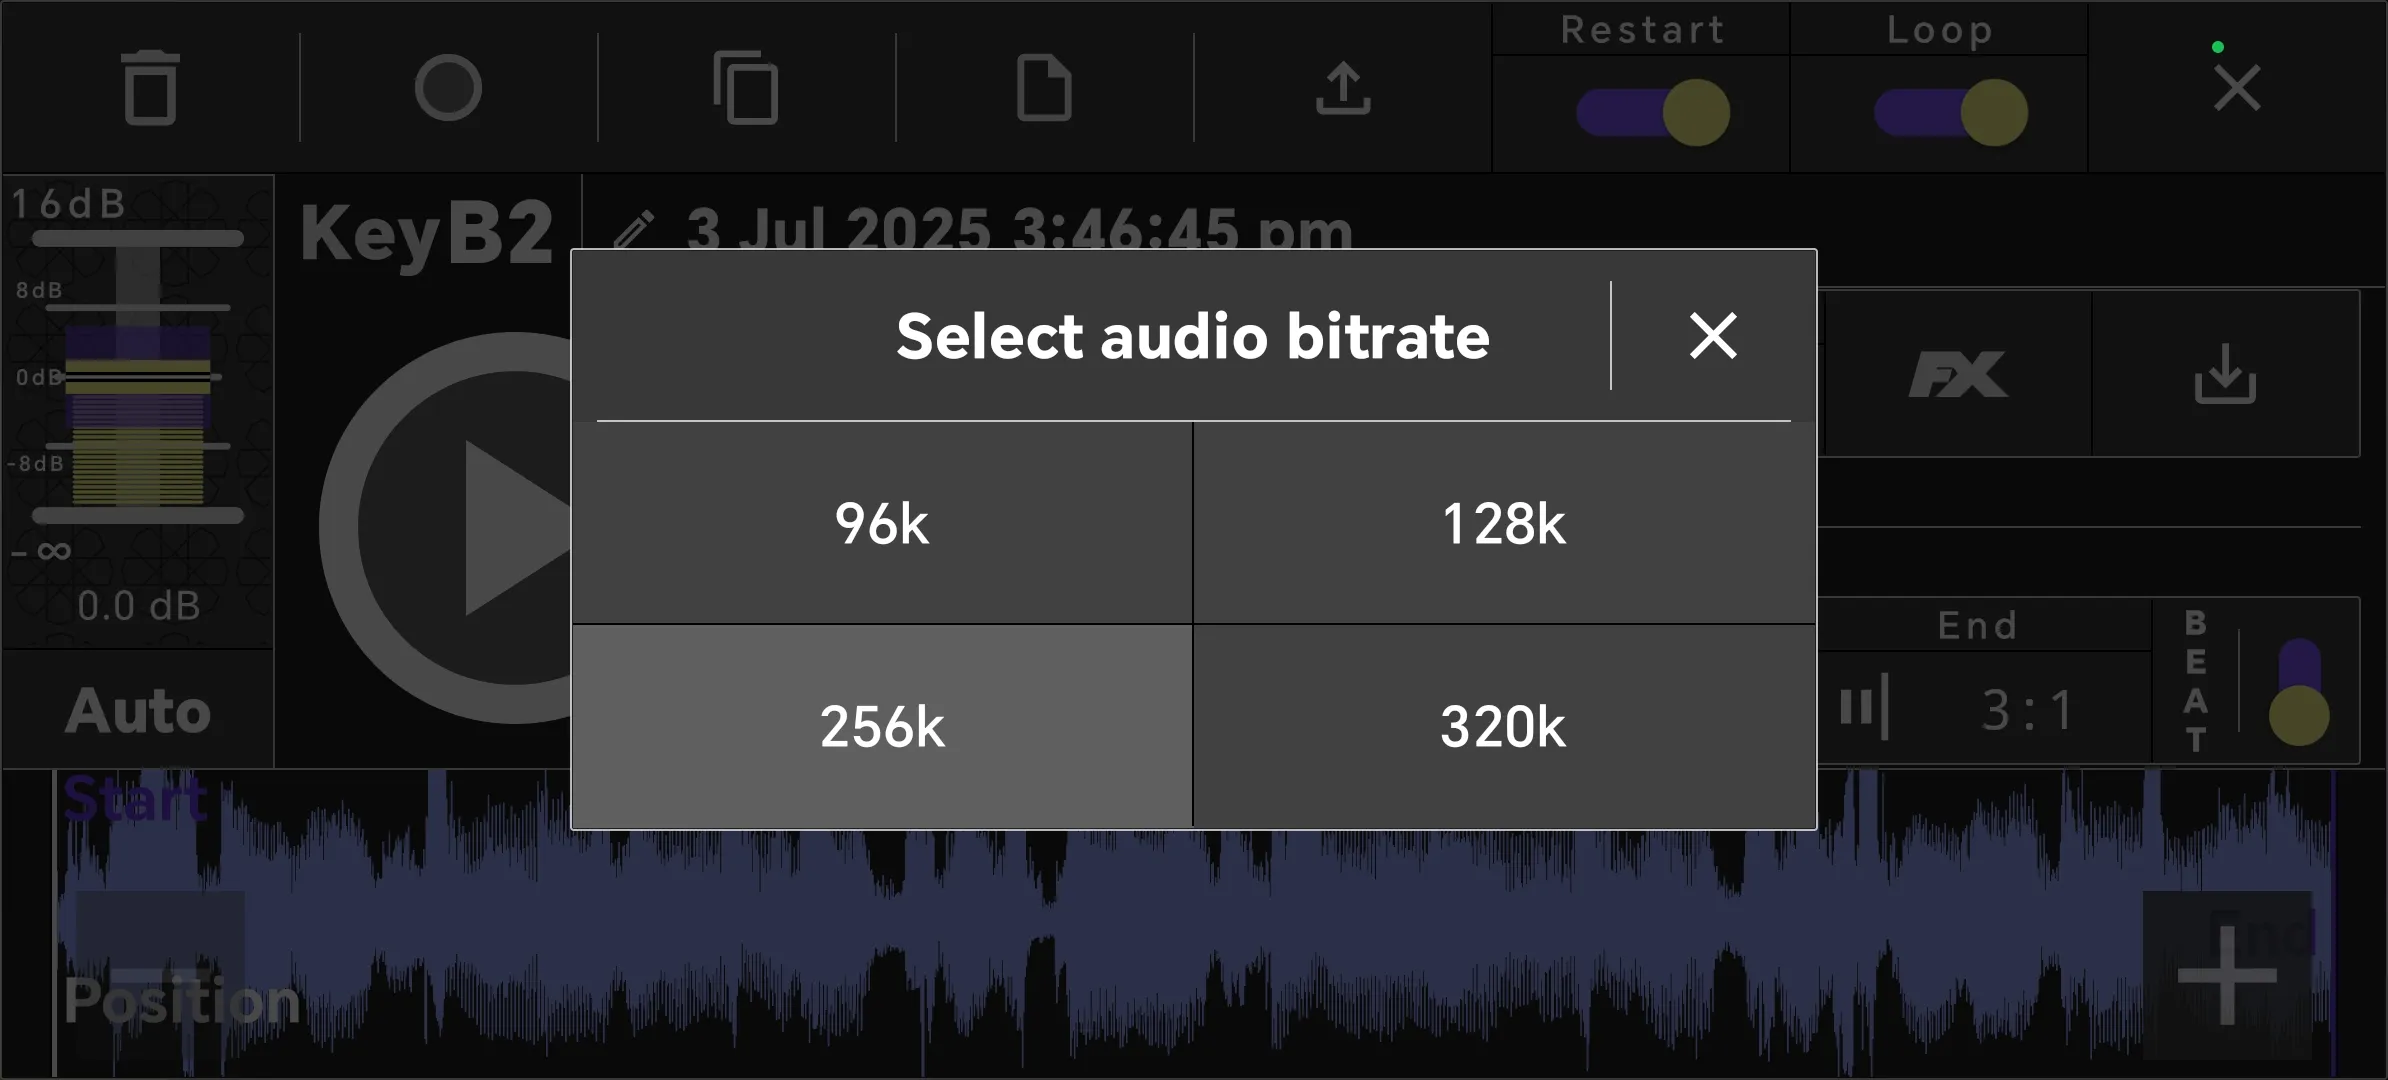 Restart
Loop
16dB
8dB
0dB
-8dB
-∞
0.0 dB
Auto
KeyB2
3 Jul 2025 3:46:45 pm
Select audio bitrate
96k
128k
256k
320k
FX
End
3:1
BEAT
Start
Position
End